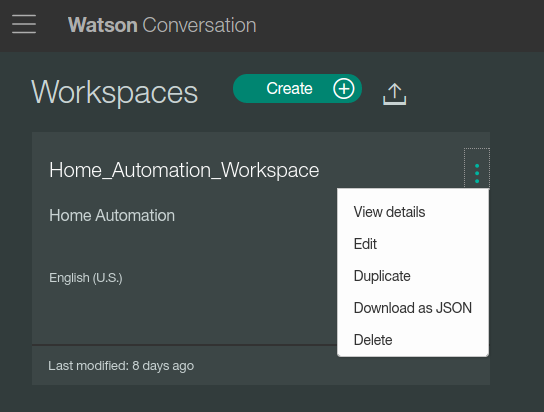 Watson Conversation
Workspaces
Create
Home_Automation_Workspace
Home Automation
English (U.S.)
View details
Edit
Duplicate
Download as JSON
Delete
Last modified: 8 days ago